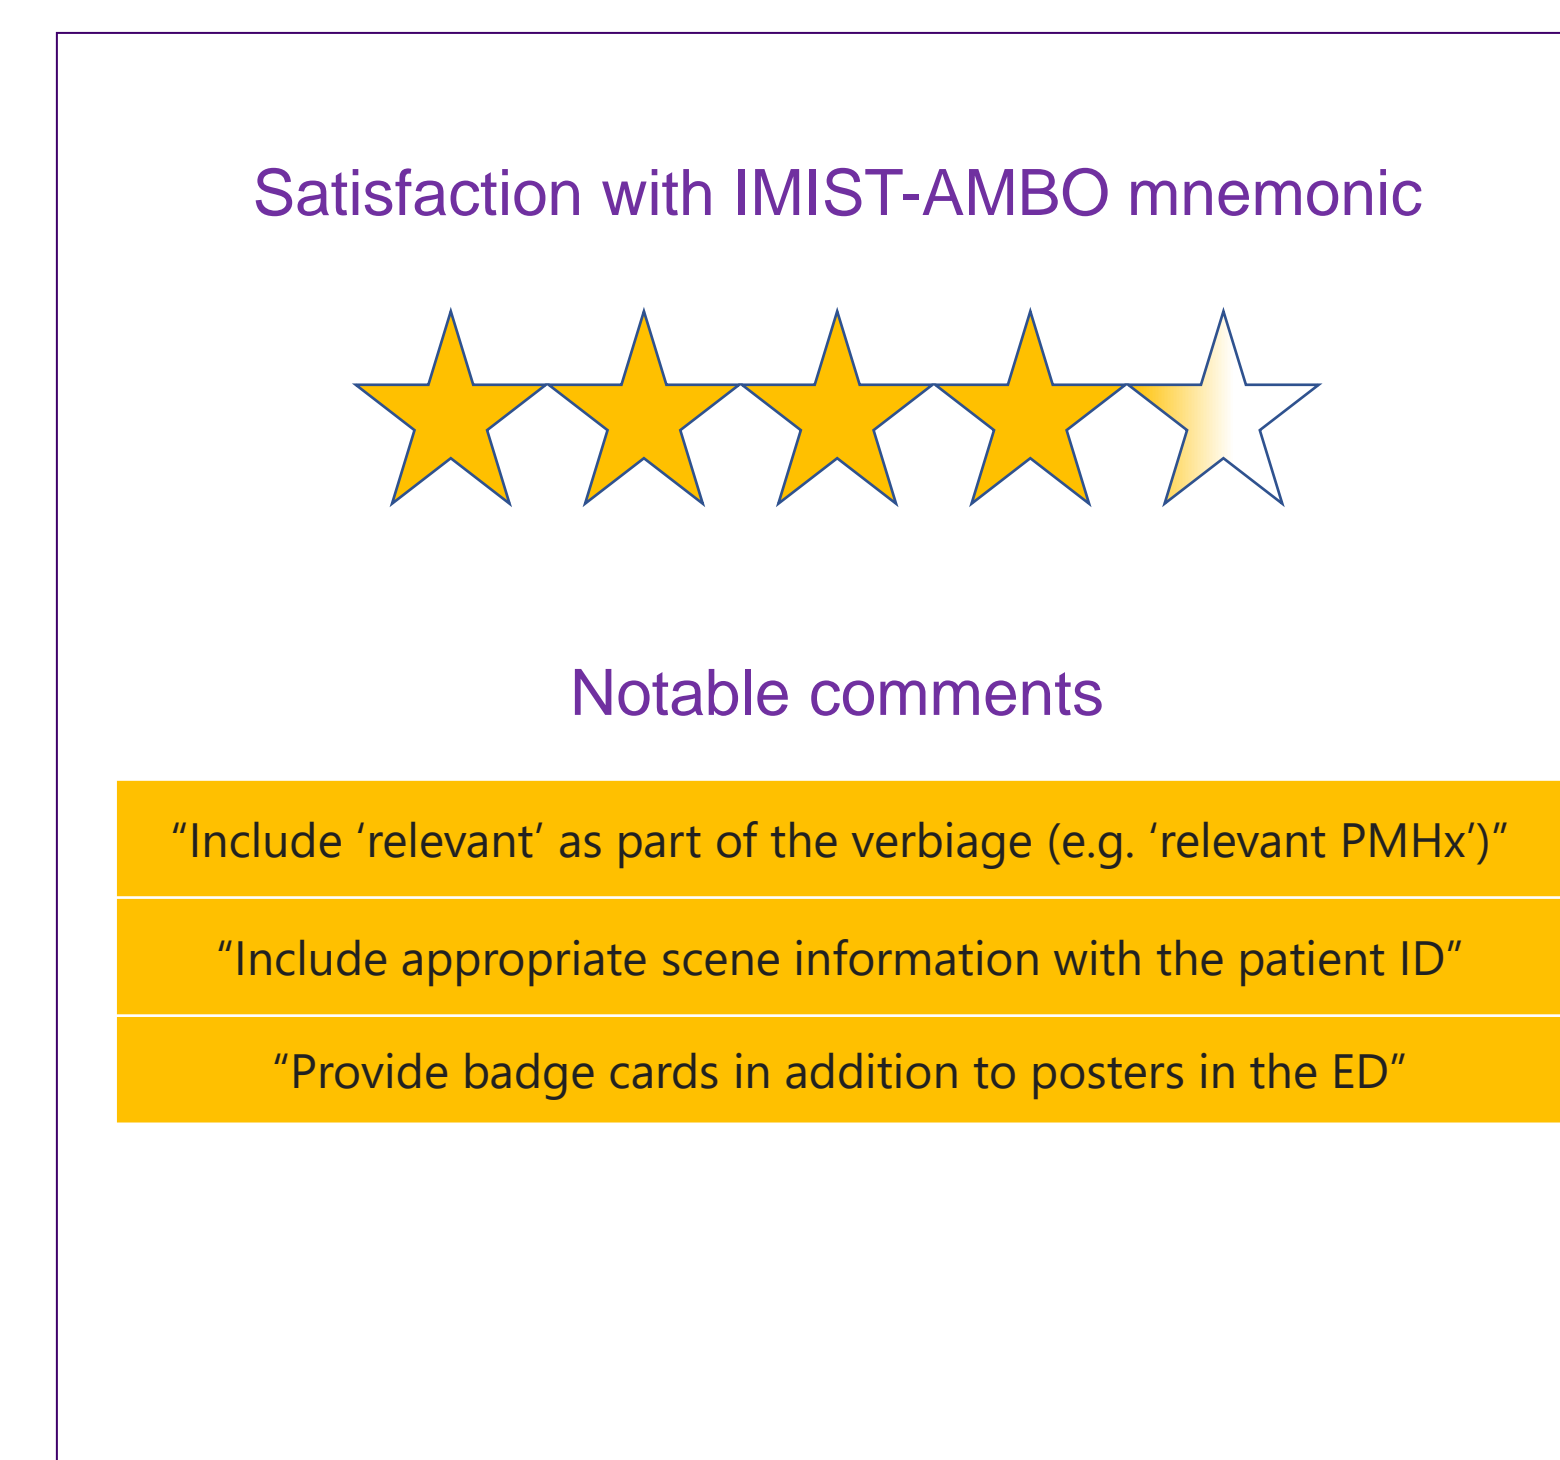 Satisfaction with IMIST-AMBO mnemonic
Notable comments
“Include ‘relevant’ as part of the verbiage (e.g. ‘relevant PMHx’)”
“Include appropriate scene information with the patient ID”
“Provide badge cards in addition to posters in the ED”